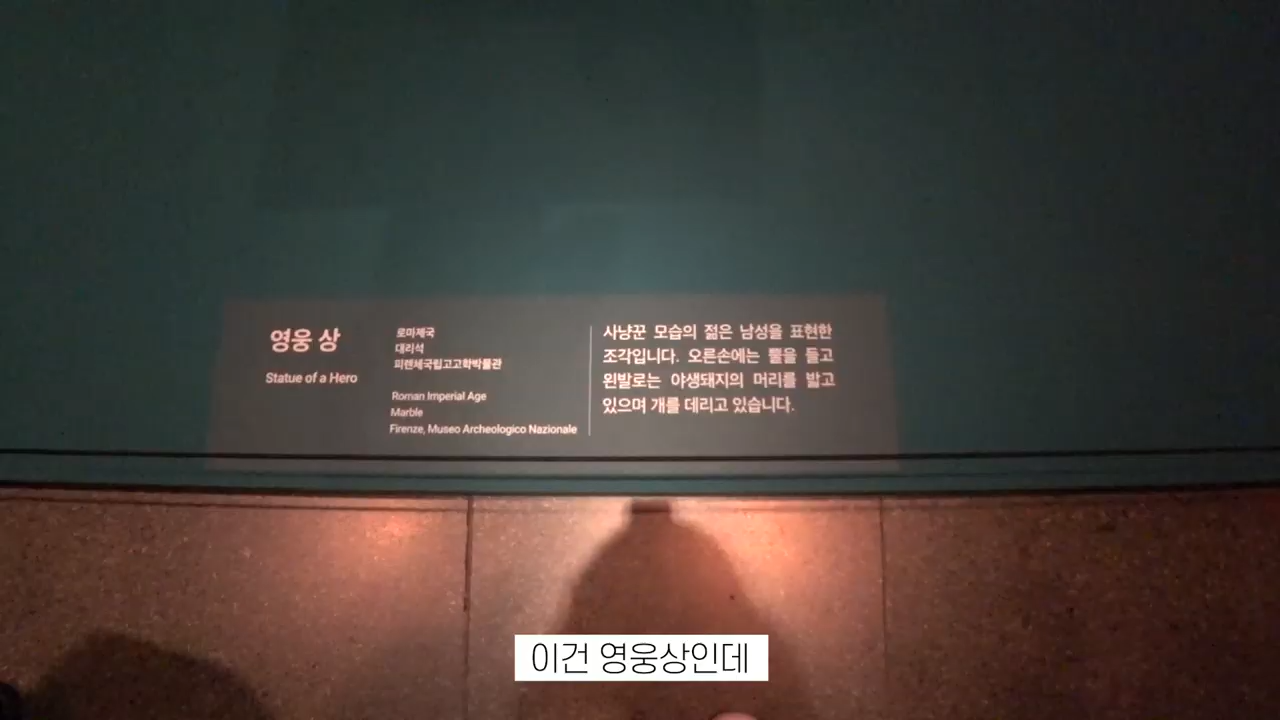 영웅 상
Statue of a Hero
로마제국
대리석
피렌체국립고고학박물관
Roman Imperial Age
Marble
Firenze, Museo Archeologico Nazionale
사냥꾼 모습의 젊은 남성을 표현한
조각입니다. 오른손에는 뿔을 들고
왼발로는 야생돼지의 머리를 밟고
있으며 개를 데리고 있습니다.
이건 영웅상인데